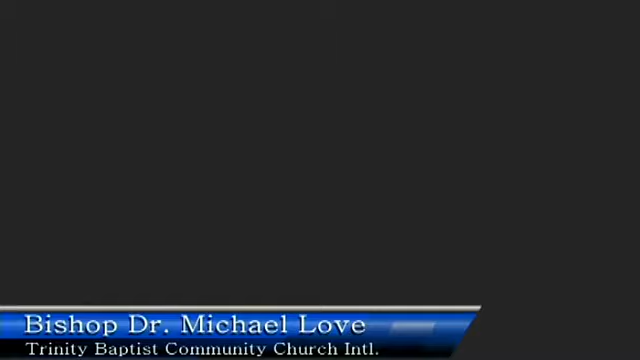 Bishop Dr. Michael Love
Trinity Baptist Community Church Intl.